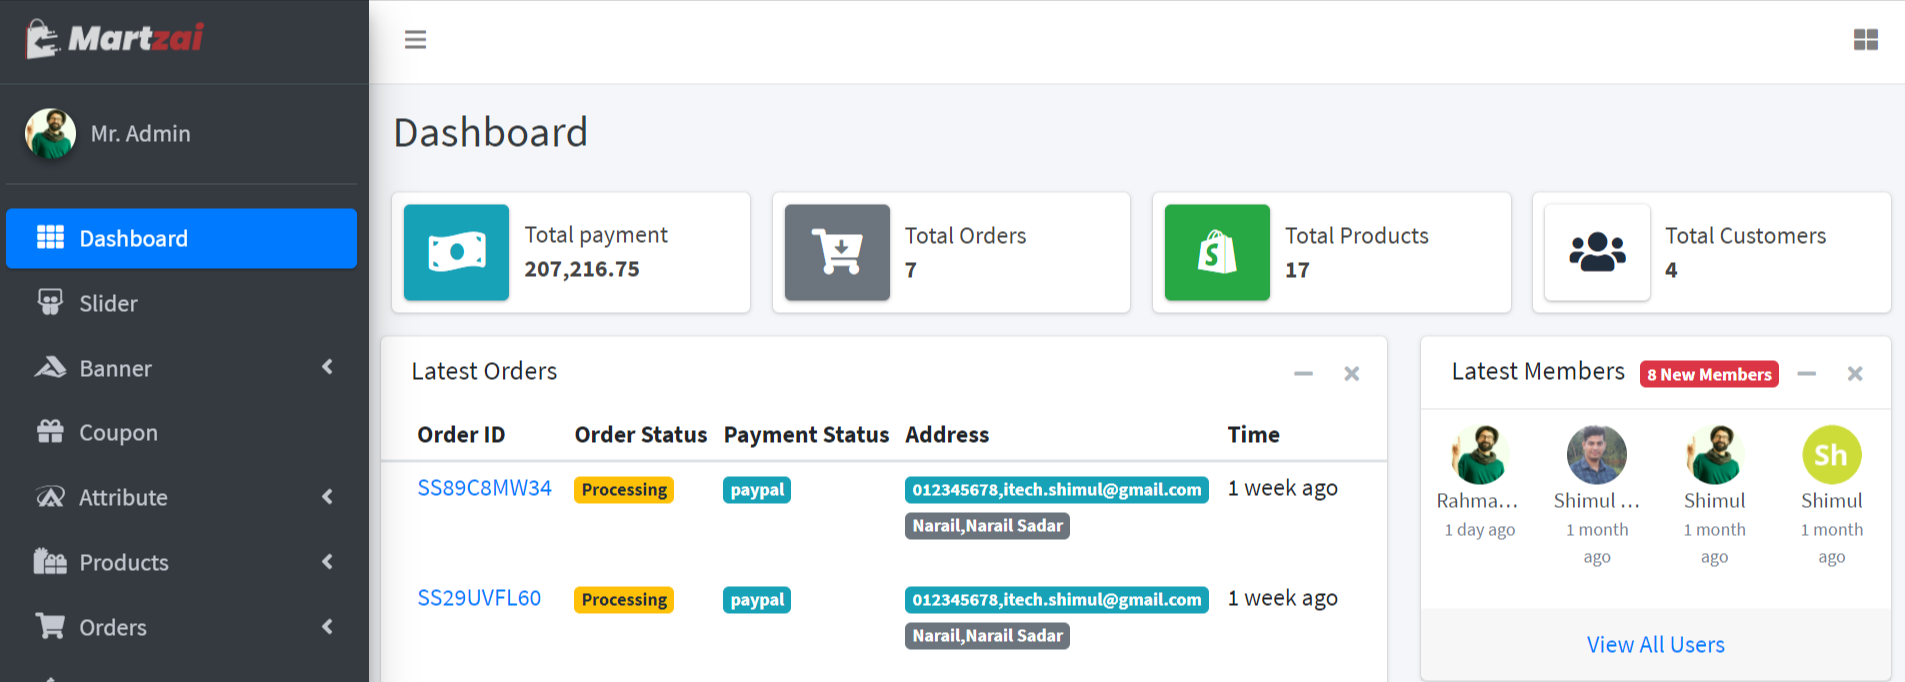 Martzai
Mr. Admin
Dashboard
Slider
Banner
Coupon
Attribute
Products
Orders
Dashboard
Total payment
207,216.75
Total Orders
7
Total Products
17
Total Customers
4
Latest Orders
Order ID Order Status Payment Status Address Time
SS89C8MW34 Processing paypal 012345678,itech.shimul@gmail.com 1 week ago
Narail,Narail Sadar
SS29UVFL60 Processing paypal 012345678,itech.shimul@gmail.com 1 week ago
Narail,Narail Sadar
Latest Members 8 New Members
Sh
Rahma... Shimul ... Shimul Shimul
1 day ago 1 month 1 month 1 month
ago ago ago
View All Users